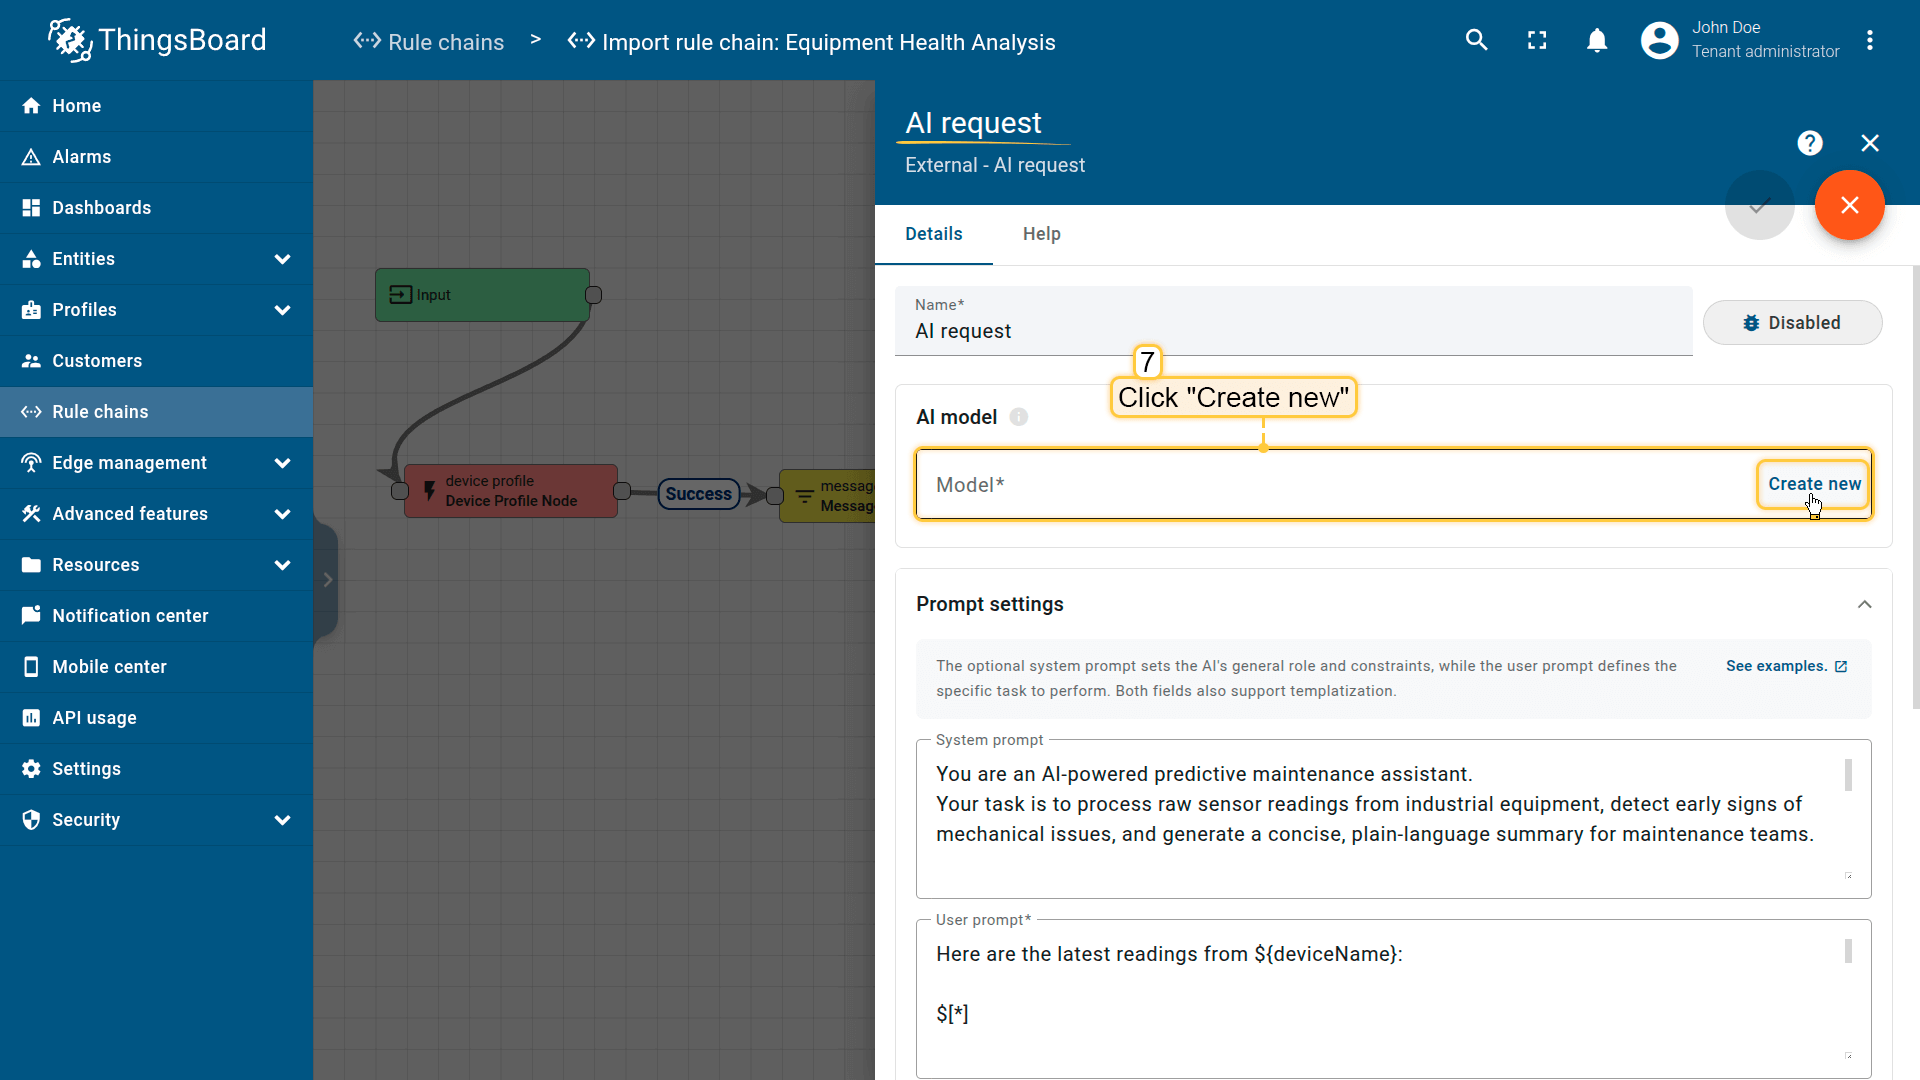 ThingsBoard
Rule chains > Import rule chain: Equipment Health Analysis
John Doe
Tenant administrator
Home
Alarms
Dashboards
Entities
Profiles
Customers
Rule chains
Edge management
Advanced features
Resources
Notification center
Mobile center
API usage
Settings
Security
Input
device profile
Device Profile Node
Success
messag
Messag
AI request
External - AI request
Details
Help
Name*
AI request
Disabled
7
Click "Create new"
AI model
Model*
Create new
Prompt settings
The optional system prompt sets the AI's general role and constraints, while the user prompt defines the
specific task to perform. Both fields also support templatization.
See examples.
System prompt
You are an AI-powered predictive maintenance assistant.
Your task is to process raw sensor readings from industrial equipment, detect early signs of
mechanical issues, and generate a concise, plain-language summary for maintenance teams.
User prompt*
Here are the latest readings from ${deviceName}:
$[*]